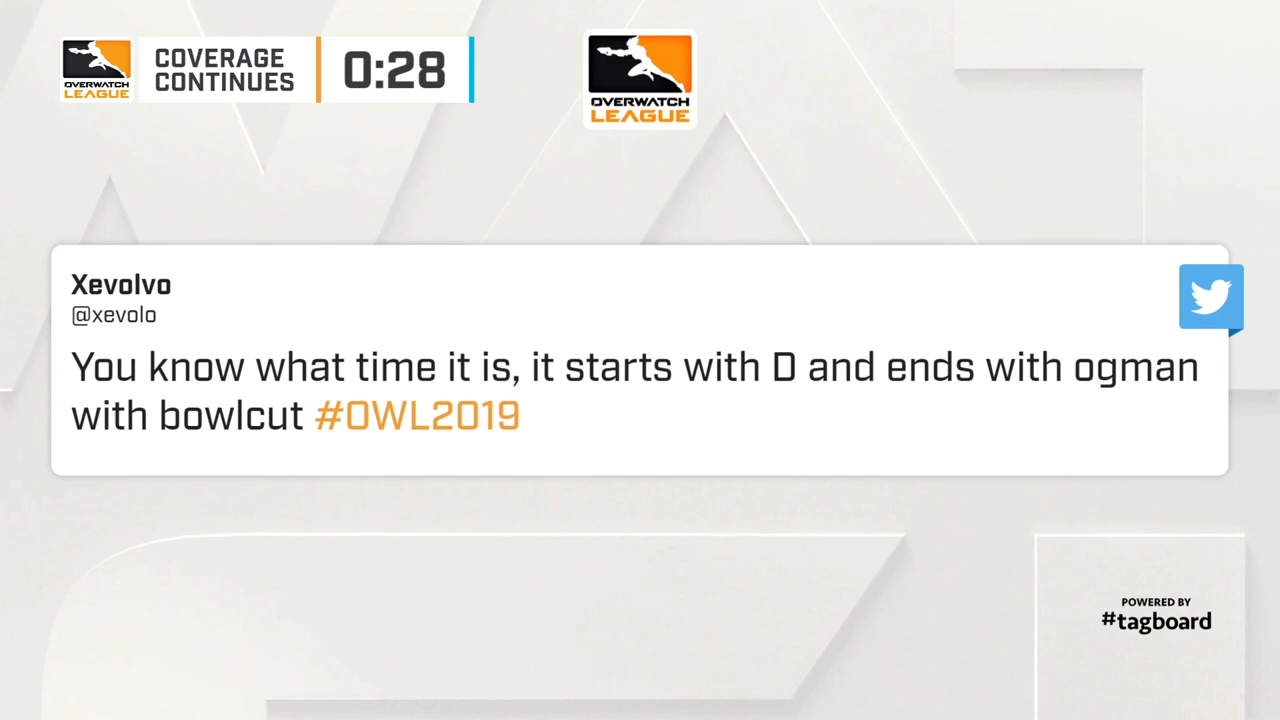 OVERWATCH
LEAGUE
COVERAGE
CONTINUES
0:28
OVERWATCH
LEAGUE
Xevolvo
@xevolo
You know what time it is, it starts with D and ends with ogman
with bowlcut #OWL2019
POWERED BY
#tagboard